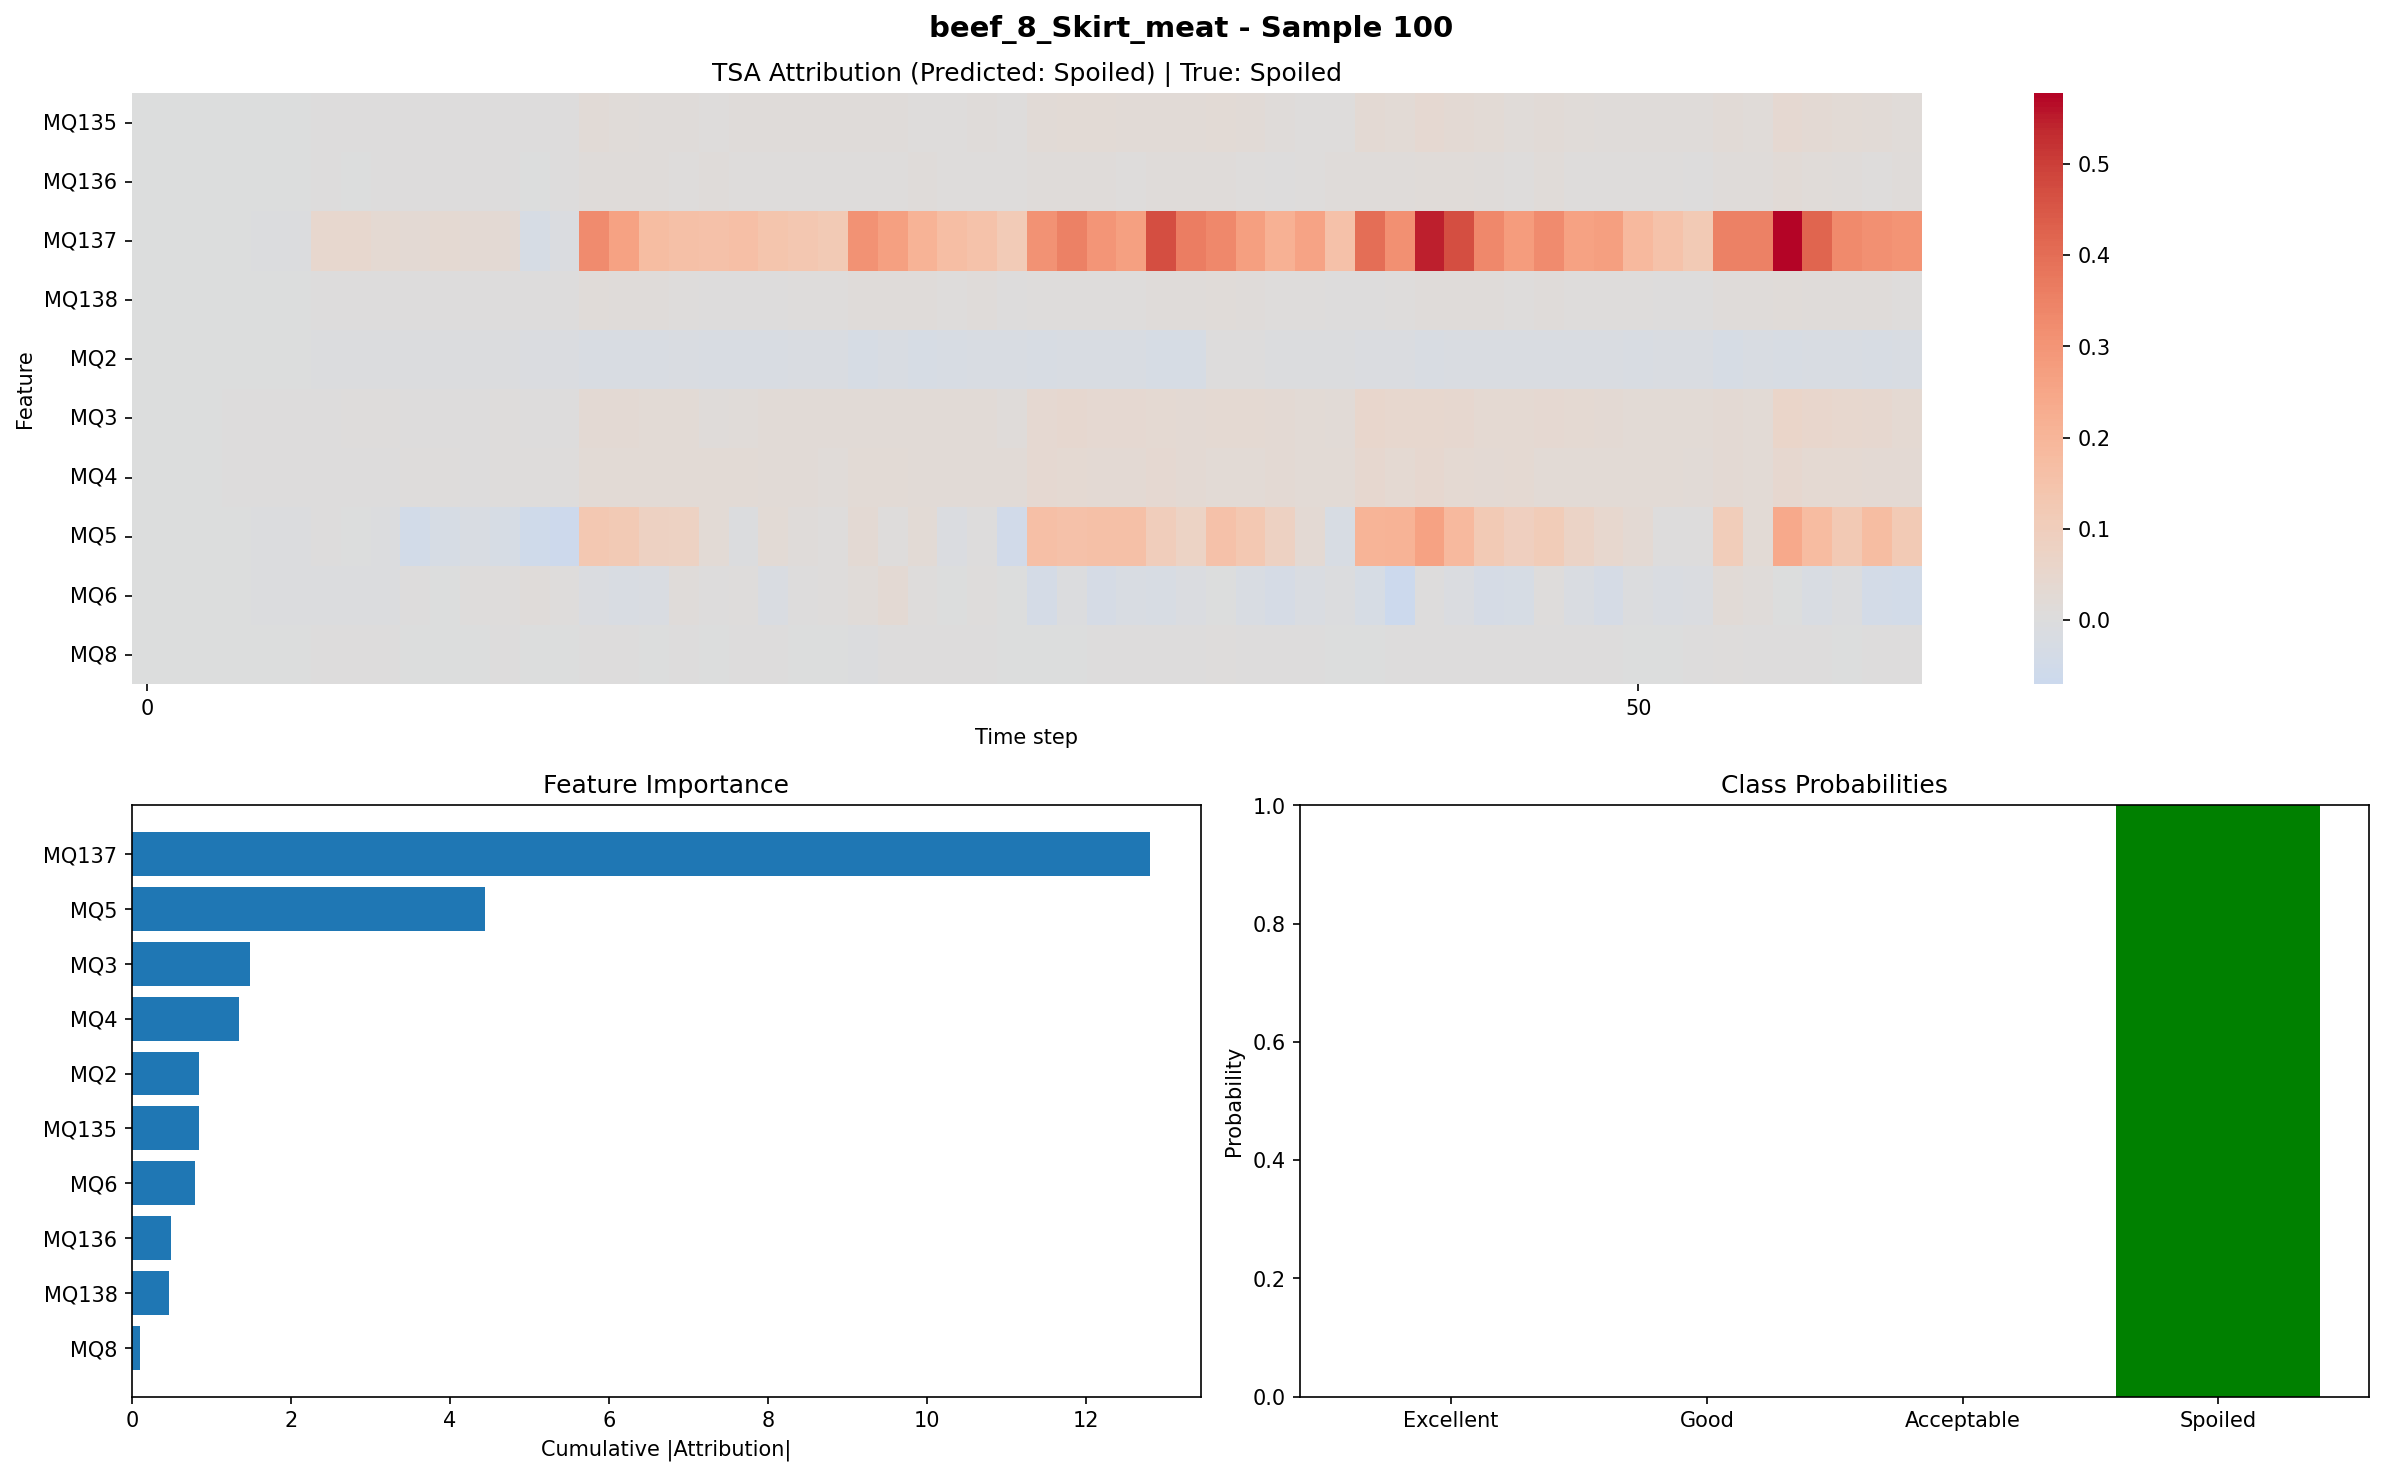 beef_8_Skirt_meat - Sample 100
TSA Attribution (Predicted: Spoiled) | True: Spoiled
MQ135
MQ136
MQ137
MQ138
MQ2
MQ3
MQ4
MQ5
MQ6
MQ8
Feature
0
50
Time step
0.5
0.4
0.3
0.2
0.1
0.0
Feature Importance
MQ137
MQ5
MQ3
MQ4
MQ2
MQ135
MQ6
MQ136
MQ138
MQ8
0
2
4
6
8
10
12
Cumulative |Attribution|
Class Probabilities
Probability
1.0
0.8
0.6
0.4
0.2
0.0
Excellent
Good
Acceptable
Spoiled